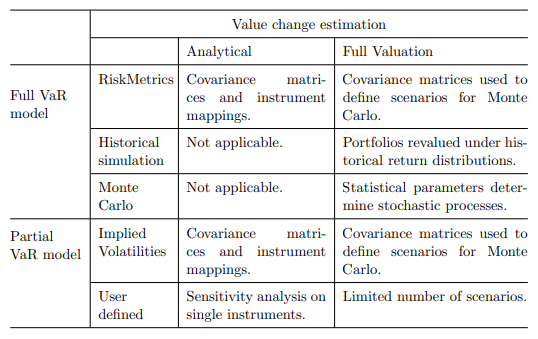 Value change estimation
Analytical Full Valuation
Full VaR
model
RiskMetrics
Covariance matri-
ces and instrument
mappings.
Covariance matrices used to
define scenarios for Monte
Carlo.
Historical
simulation
Not applicable.
Portfolios revalued under his-
torical return distributions.
Monte
Carlo
Not applicable.
Statistical parameters deter-
mine stochastic processes.
Partial
VaR model
Implied
Volatilities
Covariance matri-
ces and instrument
mappings.
Covariance matrices used to
define scenarios for Monte
Carlo.
User
defined
Sensitivity analysis on
single instruments.
Limited number of scenarios.